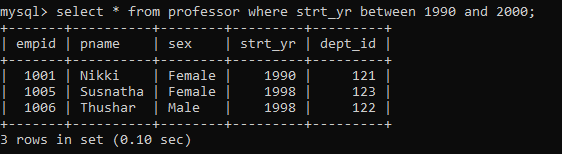 mysql> select * from professor where strt_yr between 1990 and 2000;
+-------+----------+--------+---------+---------+
| empid | pname    | sex    | strt_yr | dept_id |
+-------+----------+--------+---------+---------+
|  1001 | Nikki    | Female |    1990 |     121 |
|  1005 | Susnatha | Female |    1998 |     123 |
|  1006 | Thushar  | Male   |    1998 |     122 |
+-------+----------+--------+---------+---------+
3 rows in set (0.10 sec)